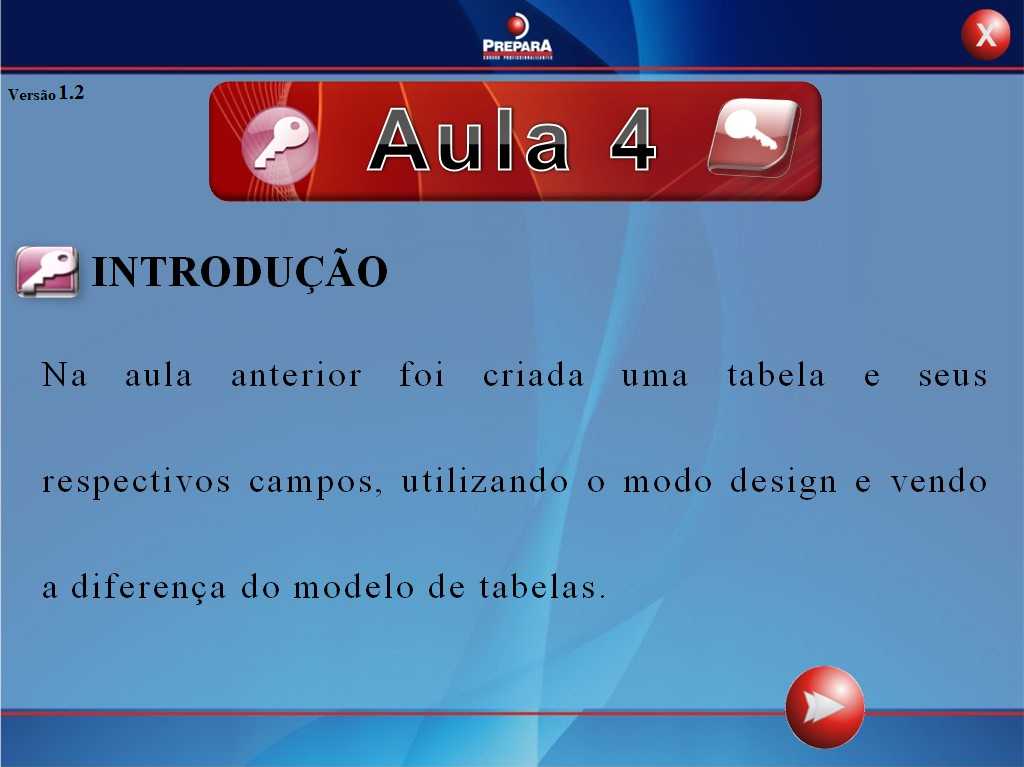 PREPARA
CURSOS PROFISSIONALIZANTES
X
Versão 1.2
Aula 4
INTRODUÇÃO
Na aula anterior foi criada uma tabela e seus
respectivos campos, utilizando o modo design e vendo
a diferença do modelo de tabelas.